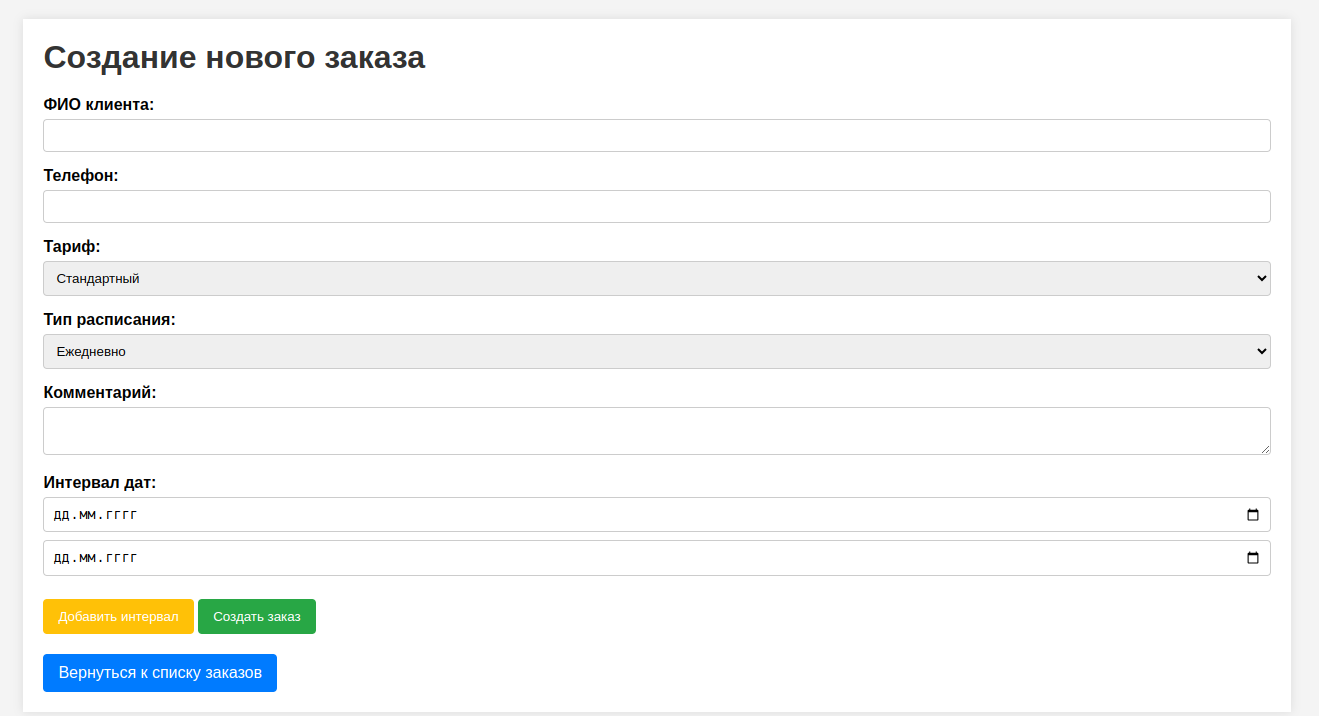 Создание нового заказа
ФИО клиента:
Телефон:
Тариф:
Стандартный
Тип расписания:
Ежедневно
Комментарий:
Интервал дат:
дд.мм.гггг
дд.мм.гггг
Добавить интервал Создать заказ
Вернуться к списку заказов